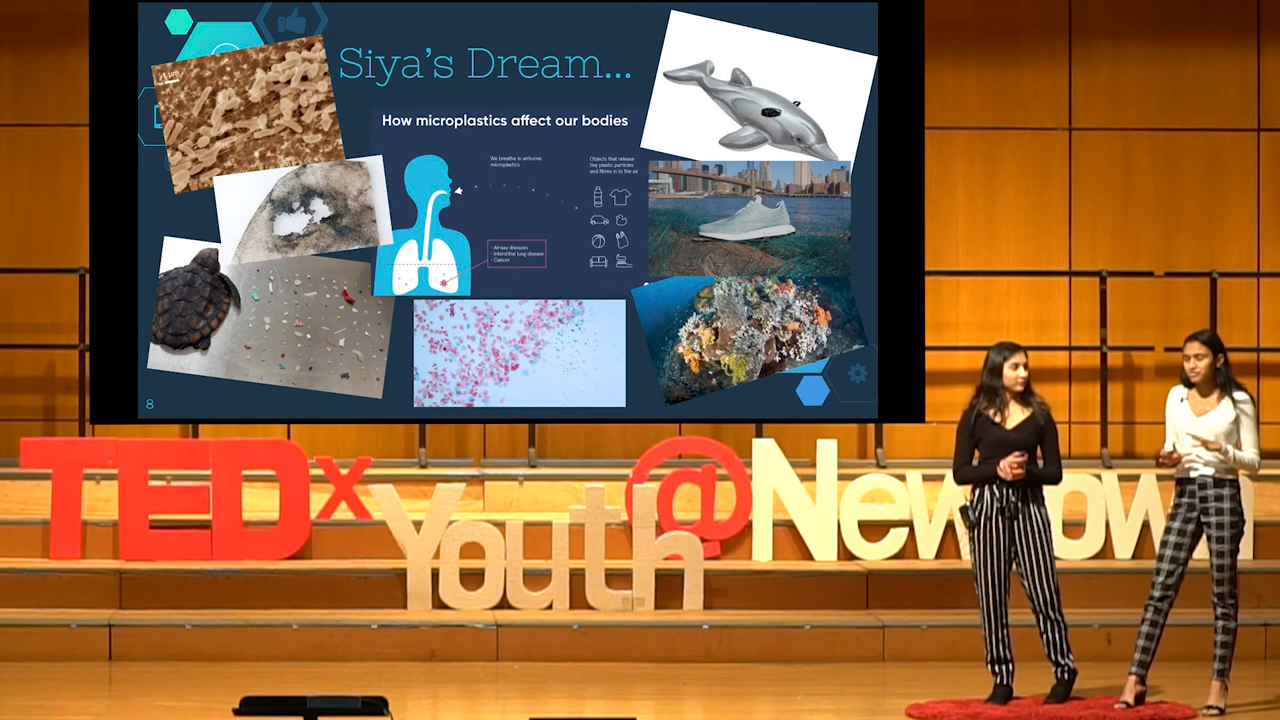 Siya's Dream...
How microplastics affect our bodies
We breathe in airborne
microplastics
Objects that release
tiny plastic particles
and fibres in to the air
- Airway diseases
- Interstitial lung disease
- Cancer
8
TEDx
Youth
@Newtown